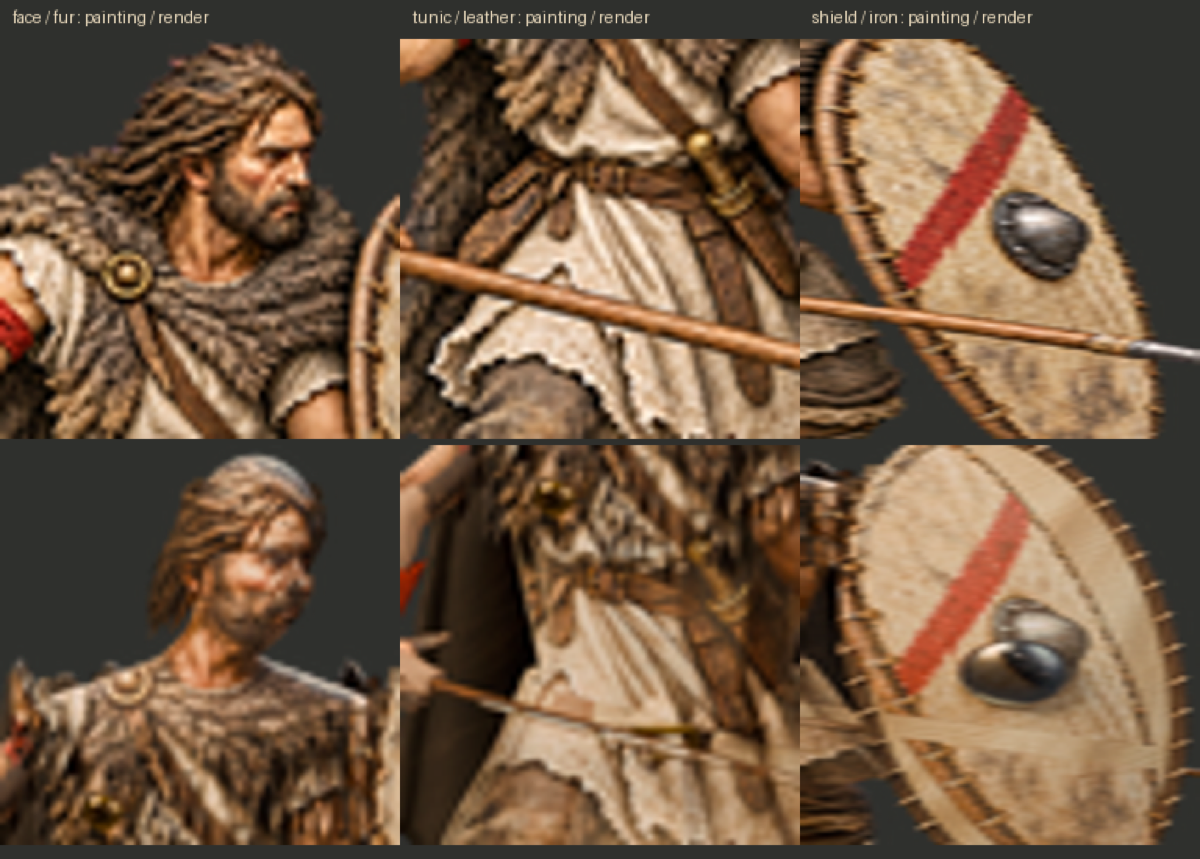 face / fur: painting / render
tunic / leather: painting / render
shield / iron: painting / render